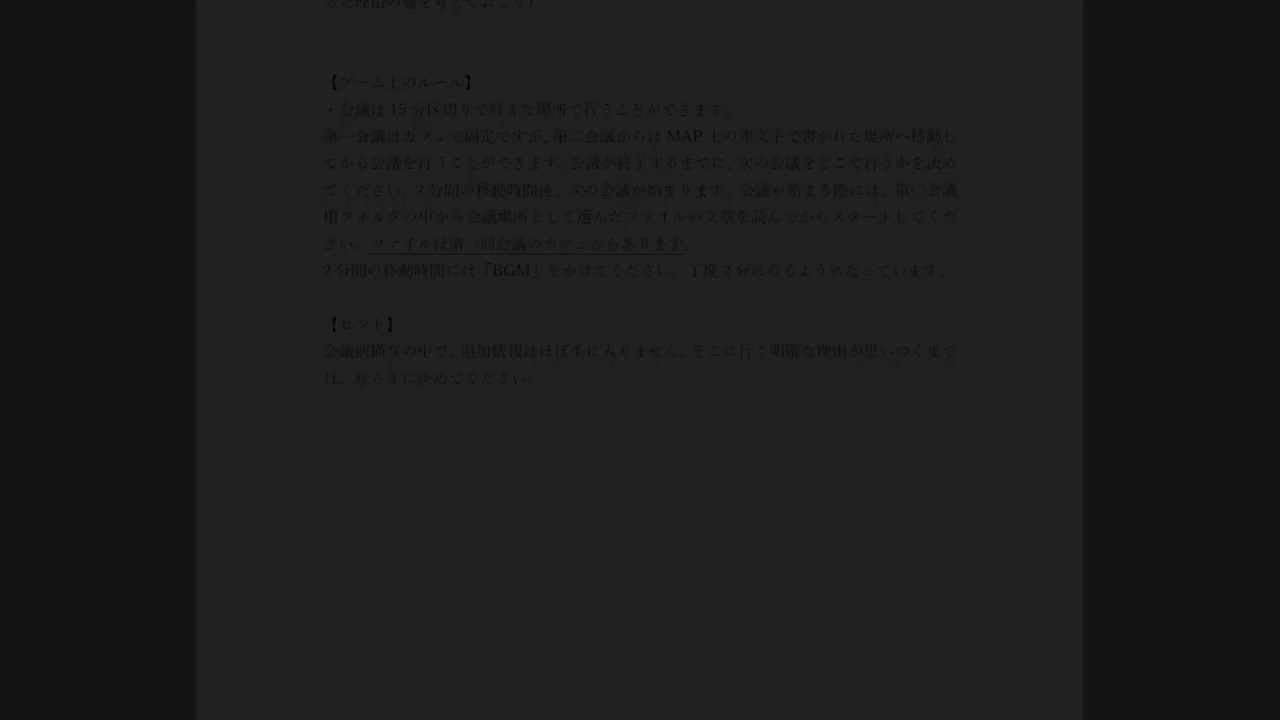 った理由の嘘を考えておこう）
【ゲーム上のルール】
・会議は 15 分区切りで好きな場所で行うことができます。
第一会議はカフェで固定ですが、第二会議からは MAP 上の赤文字で書かれた場所へ移動し
てから会議を行うことができます。会議が終了するまでに、次の会議をどこで行うかを決め
てください。2 分間の移動時間後、次の会議が始まります。会議が始まる際には、第〇会議
用フォルダの中から会議場所として選んだファイルの文章を読んでからスタートしてくだ
さい。ファイルは第一回会議のカフェからあります。
2 分間の移動時間には「BGM」をかけてください。丁度 2 分になるようになっています。
【ヒント】
会議前描写の中で、追加情報はほぼ手に入りません。そこに行く明確な理由が思いつくまで
は、焦らずに決めてください。